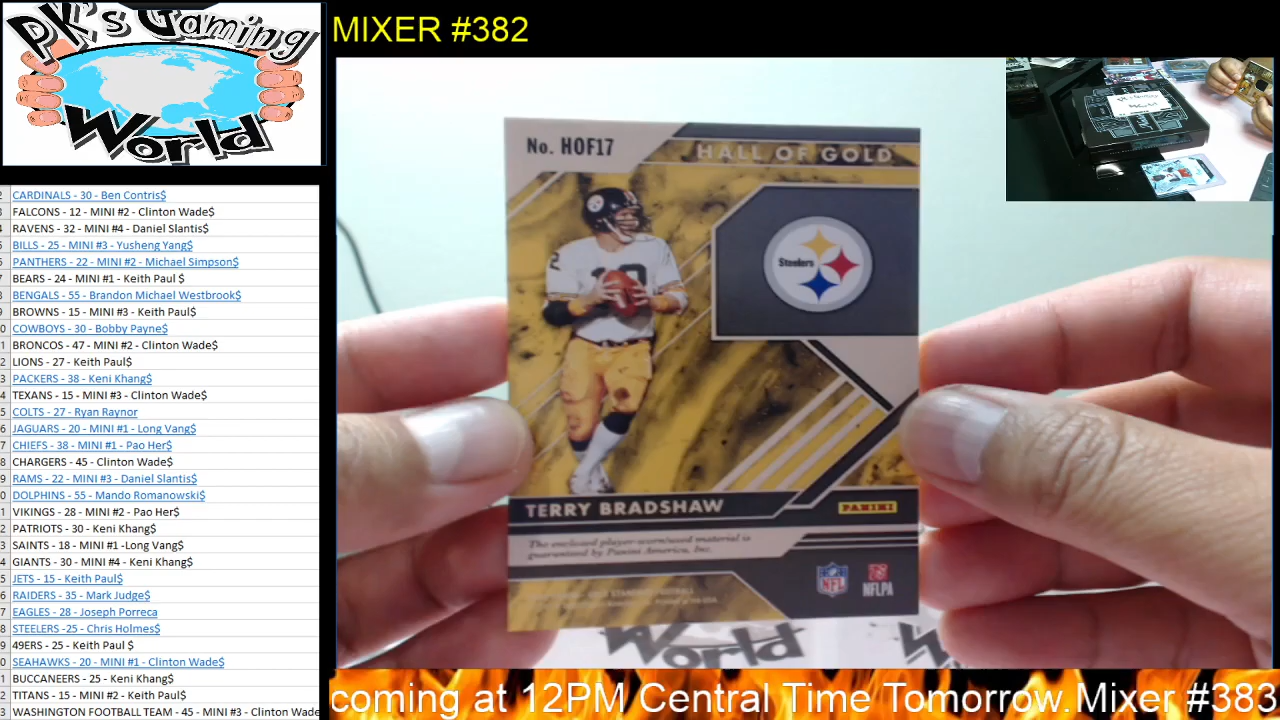 PK's Gaming
World
MIXER #382
CARDINALS - 30 - Ben Contris$
FALCONS - 12 - MINI #2 - Clinton Wade$
RAVENS - 32 - MINI #4 - Daniel Slantis$
BILLS - 25 - MINI #3 - Yusheng Yang$
PANTHERS - 22 - MINI #2 - Michael Simpson$
BEARS - 24 - MINI #1 - Keith Paul $
BENGALS - 55 - Brandon Michael Westbrook$
BROWNS - 15 - MINI #3 - Keith Paul$
COWBOYS - 30 - Bobby Payne$
BRONCOS - 47 - MINI #2 - Clinton Wade$
LIONS - 27 - Keith Paul$
PACKERS - 38 - Keni Khang$
TEXANS - 15 - MINI #3 - Clinton Wade$
COLTS - 27 - Ryan Raynor
JAGUARS - 20 - MINI #1 - Long Vang$
CHIEFS - 38 - MINI #1 - Pao Her$
CHARGERS - 45 - Clinton Wade$
RAMS - 22 - MINI #3 - Daniel Slantis$
DOLPHINS - 55 - Mando Romanowski$
VIKINGS - 28 - MINI #2 - Pao Her$
PATRIOTS - 30 - Keni Khang$
SAINTS - 18 - MINI #1 -Long Vang$
GIANTS - 30 - MINI #4 - Keni Khang$
JETS - 15 - Keith Paul$
RAIDERS - 35 - Mark Judge$
EAGLES - 28 - Joseph Porreca
STEELERS -25 - Chris Holmes$
49ERS - 25 - Keith Paul $
SEAHAWKS - 20 - MINI #1 - Clinton Wade$
BUCCANEERS - 25 - Keni Khang$
TITANS - 15 - MINI #2 - Keith Paul$
WASHINGTON FOOTBALL TEAM - 45 - MINI #3 - Clinton Wade
No. HOF17
HALL OF GOLD
Steelers
12
TERRY BRADSHAW
PANINI
The enclosed player-worn/used material is
guaranteed by Panini America, Inc.
NFL
NFLPA
World
coming at 12PM Central Time Tomorrow. Mixer #383